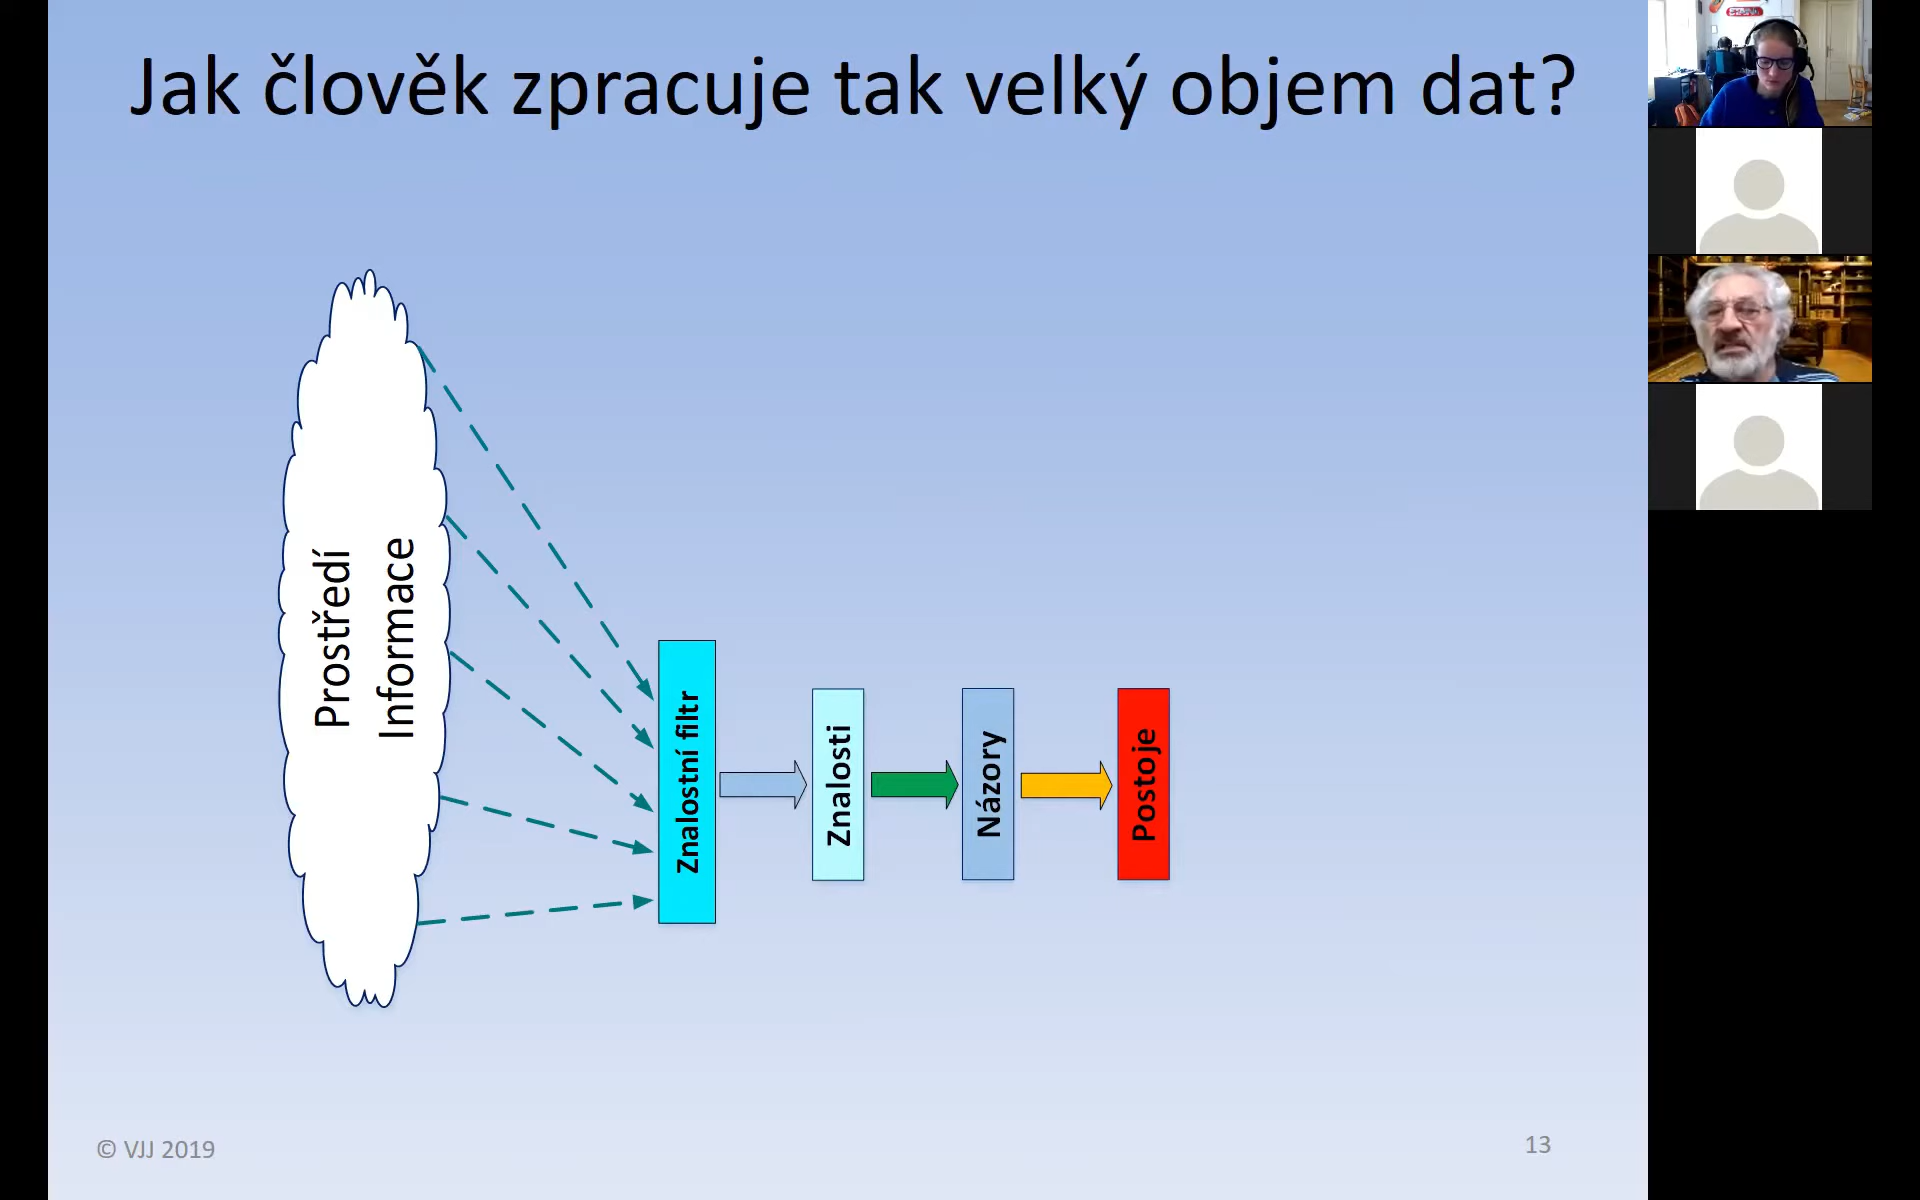 Jak člověk zpracuje tak velký objem dat?
Prostředí
Informace
Znalostní filtr
Znalosti
Názory
Postoje
© VJJ 2019
13